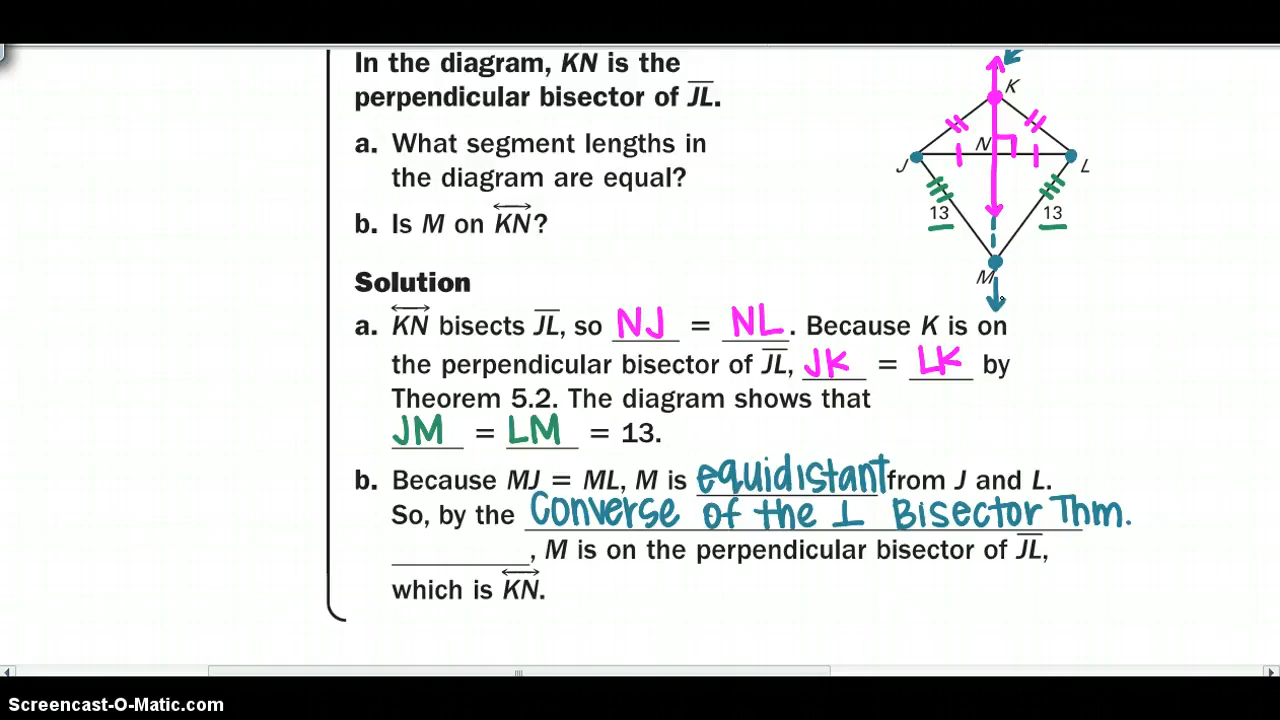 In the diagram, KN is the
perpendicular bisector of JL.
a. What segment lengths in
the diagram are equal?
b. Is M on KN?
K
N
J
L
13
13
M
Solution
a. KN bisects JL, so NJ = NL. Because K is on
the perpendicular bisector of JL, JK = LK by
Theorem 5.2. The diagram shows that
JM = LM = 13.
b. Because MJ = ML, M is equidistant from J and L.
So, by the Converse of the ⊥ Bisector Thm.
, M is on the perpendicular bisector of JL,
which is KN.
Screencast-O-Matic.com